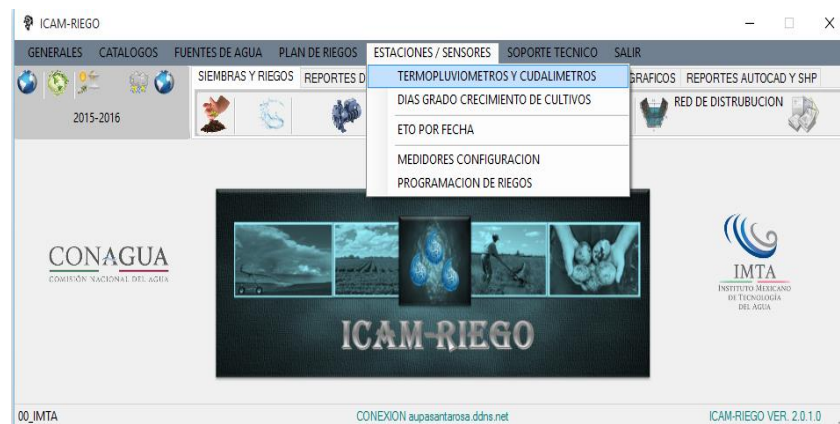 ICAM-RIEGO
GENERALES CATALOGOS FUENTES DE AGUA PLAN DE RIEGOS ESTACIONES / SENSORES SOPORTE TECNICO SALIR
SIEMBRAS Y RIEGOS REPORTES D GRAFICOS REPORTES AUTOCAD Y SHP
TERMOPLUVIOMETROS Y CUDALIMETROS
DIAS GRADO CRECIMIENTO DE CULTIVOS
ETO POR FECHA
MEDIDORES CONFIGURACION
PROGRAMACION DE RIEGOS
RED DE DISTRUBUCION
2015-2016
CONAGUA
COMISIÓN NACIONAL DEL AGUA
ICAM-RIEGO
IMTA
INSTITUTO MEXICANO
DE TECNOLOGÍA
DEL AGUA
00_IMTA CONEXION aupasantarosa.ddns.net ICAM-RIEGO VER. 2.0.1.0